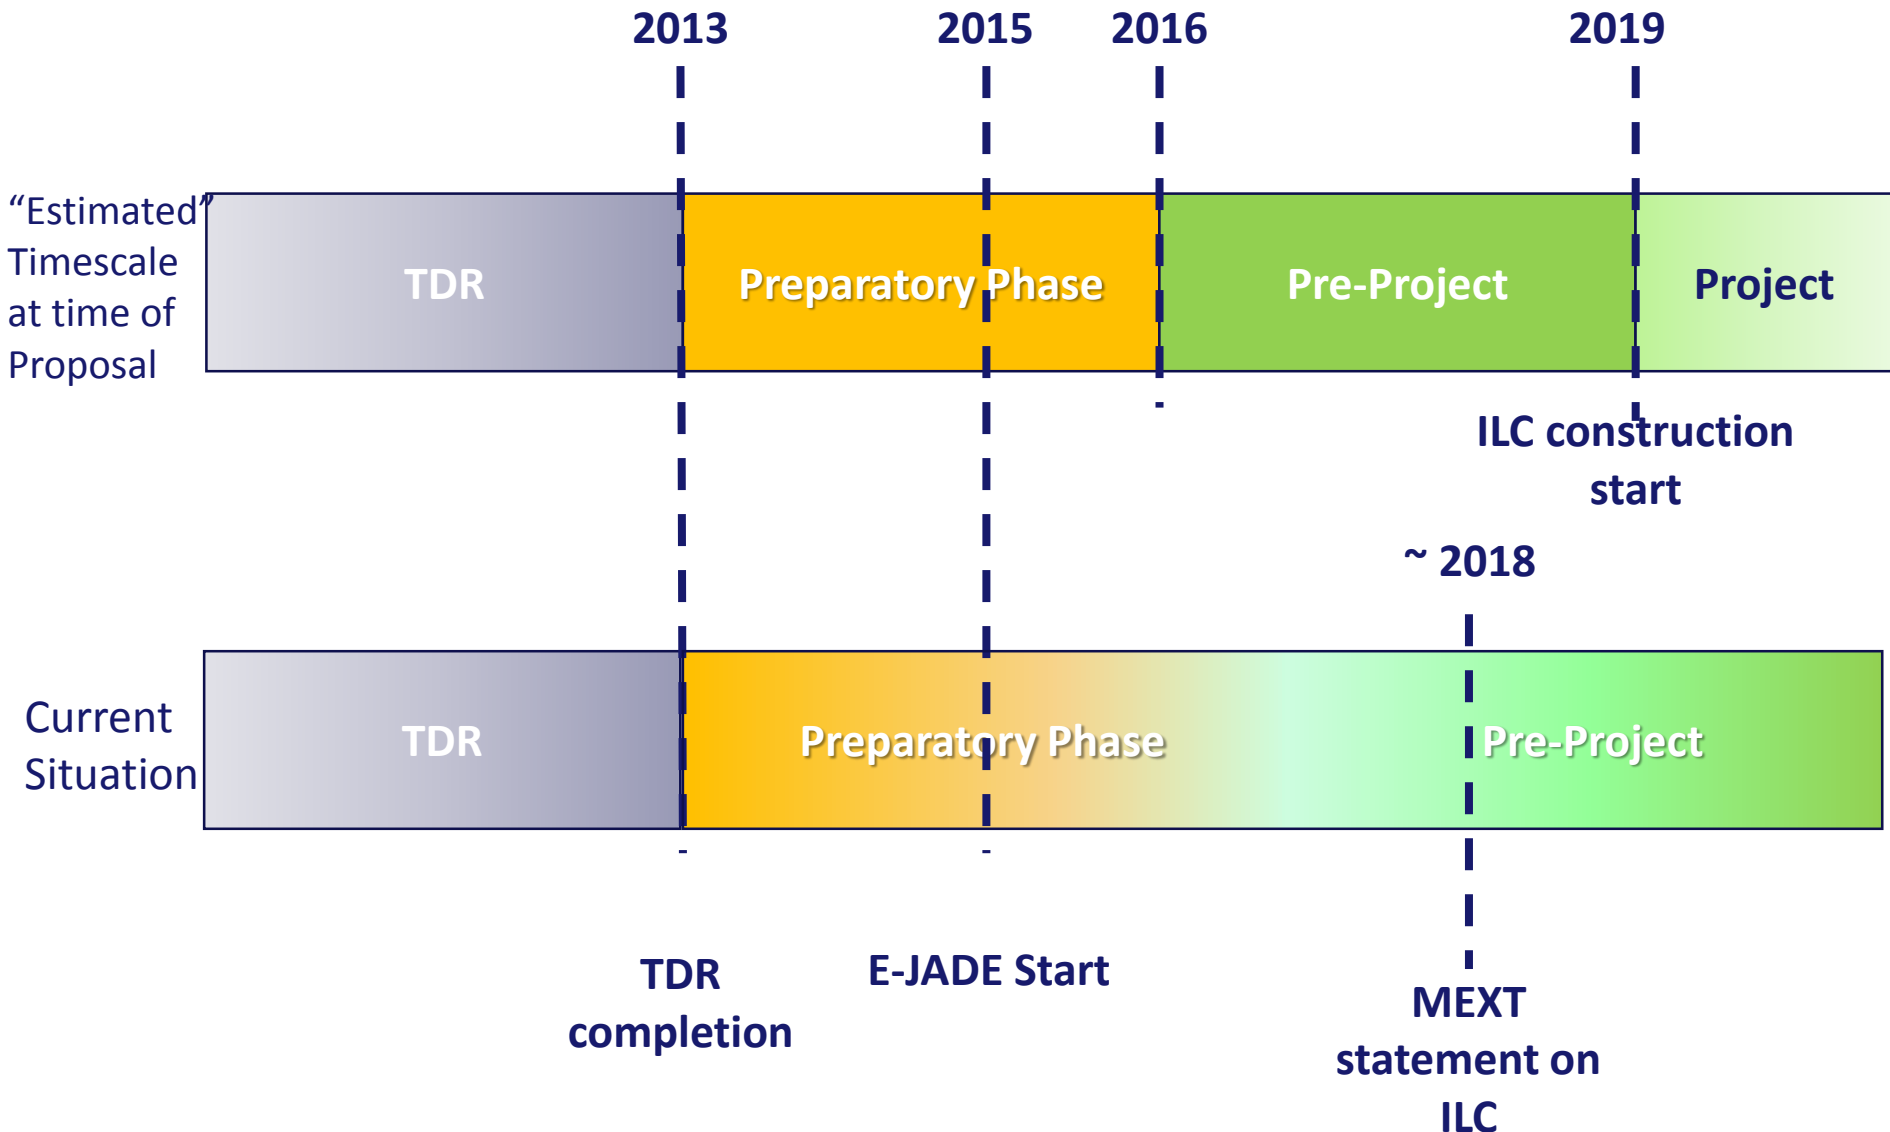 2013 2015 2016 2019
“Estimated”
Timescale
at time of
Proposal
TDR Preparatory Phase Pre-Project Project
ILC construction
start
~ 2018
Current
Situation
TDR Preparatory Phase Pre-Project
TDR
completion
E-JADE Start
MEXT
statement on
ILC